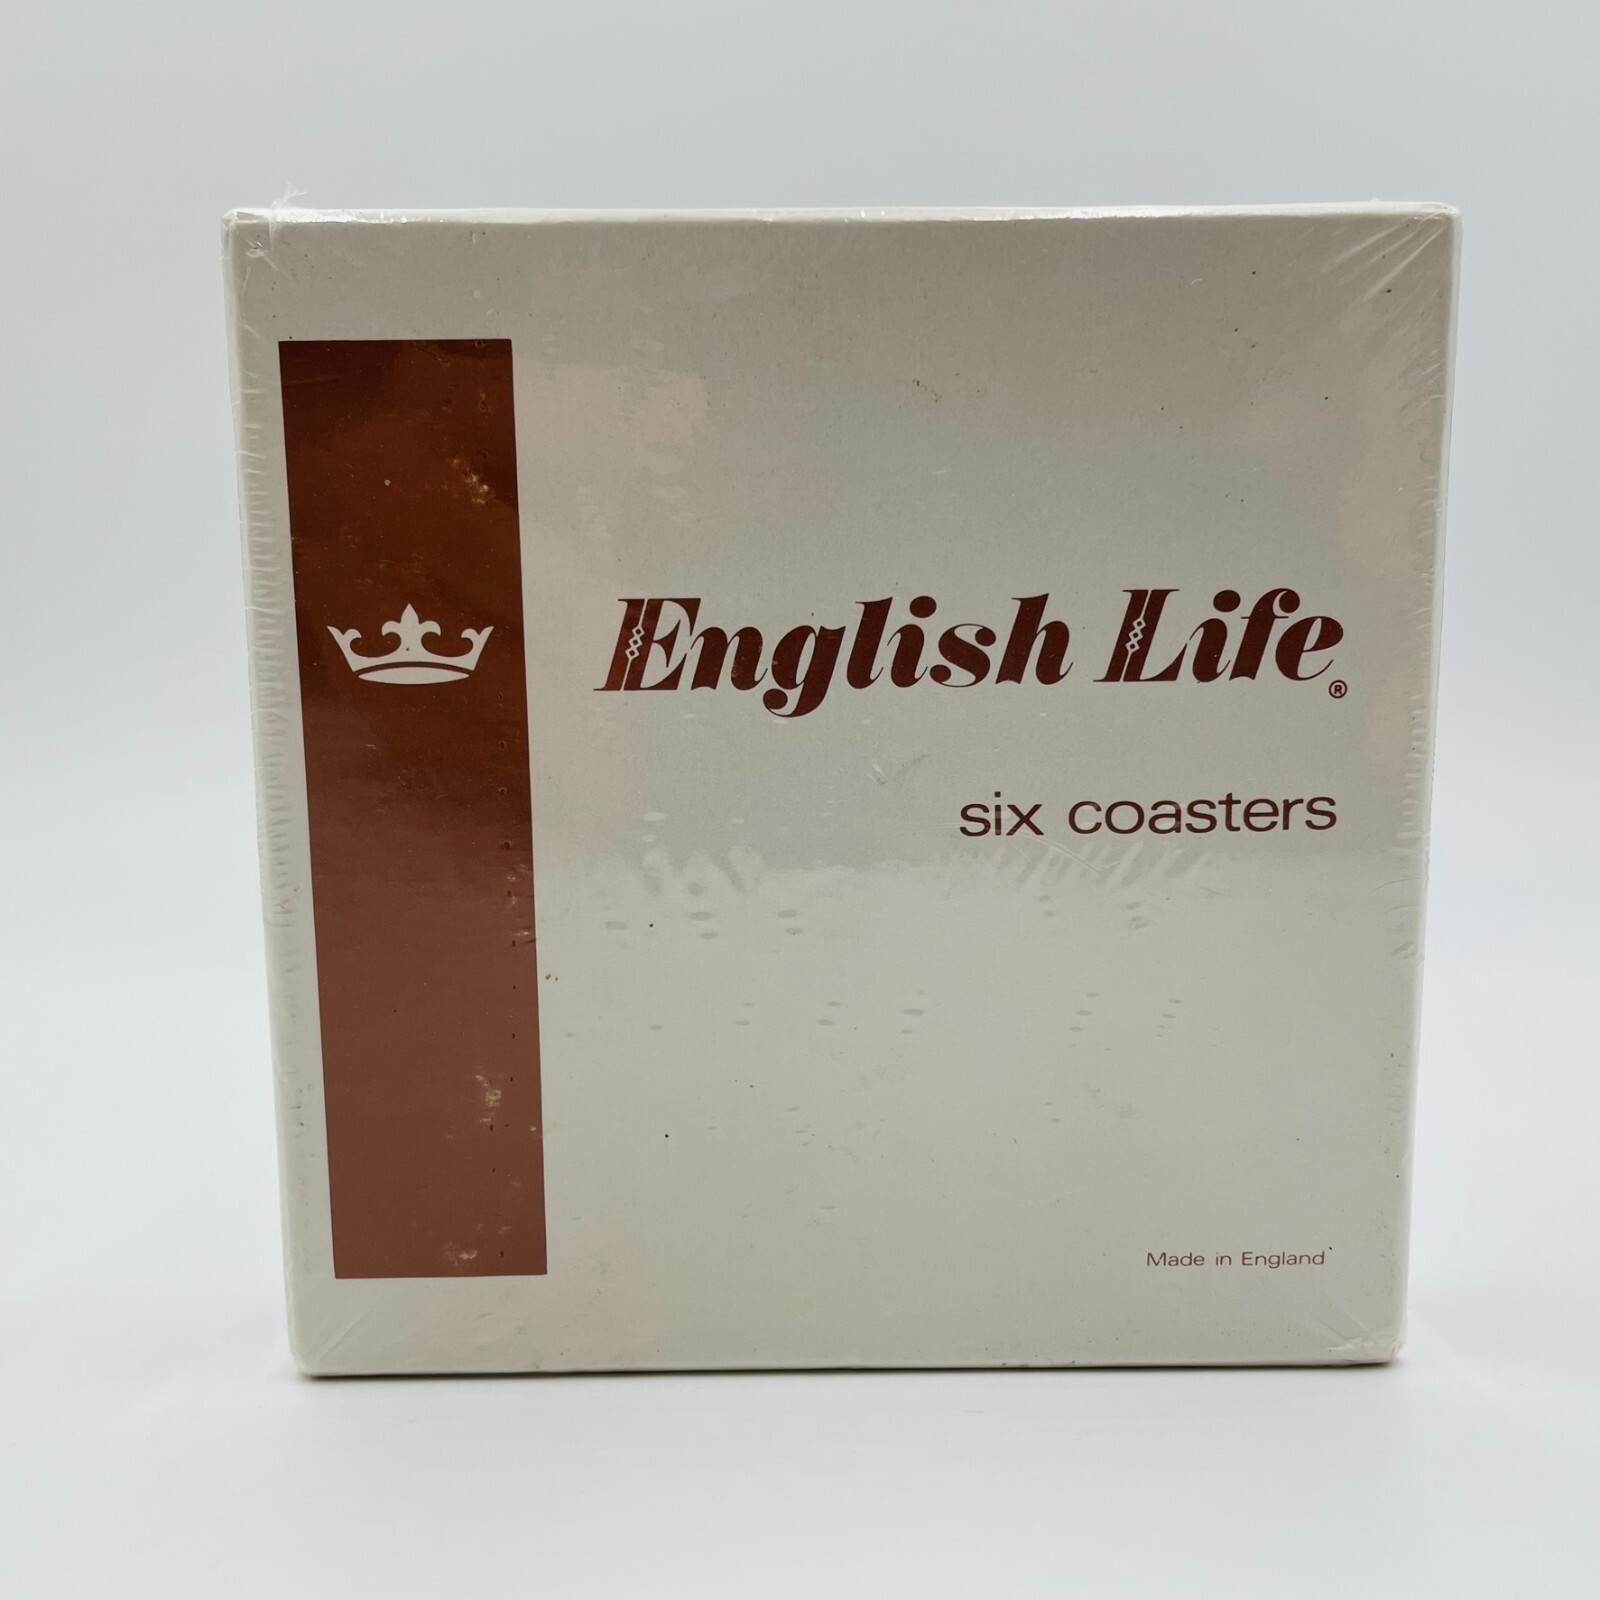 English Life®
six coasters
Made in England